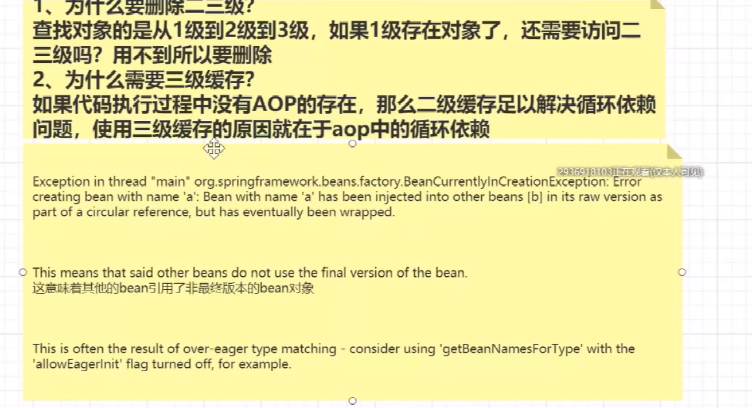 1、为什么要删除二三级?
查找对象的是从1级到2级到3级，如果1级存在对象了，还需要访问二
三级吗？用不到所以要删除
2、为什么需要三级缓存?
如果代码执行过程中没有AOP的存在，那么二级缓存足以解决循环依赖
问题，使用三级缓存的原因就在于aop中的循环依赖
Exception in thread "main" org.springframework.beans.factory.BeanCurrentlyInCreationException: Error
creating bean with name 'a': Bean with name 'a' has been injected into other beans [b] in its raw version as
part of a circular reference, but has eventually been wrapped.
This means that said other beans do not use the final version of the bean.
这意味着其他的bean引用了非最终版本的bean对象
This is often the result of over-eager type matching - consider using 'getBeanNamesForType' with the
'allowEagerInit' flag turned off, for example.